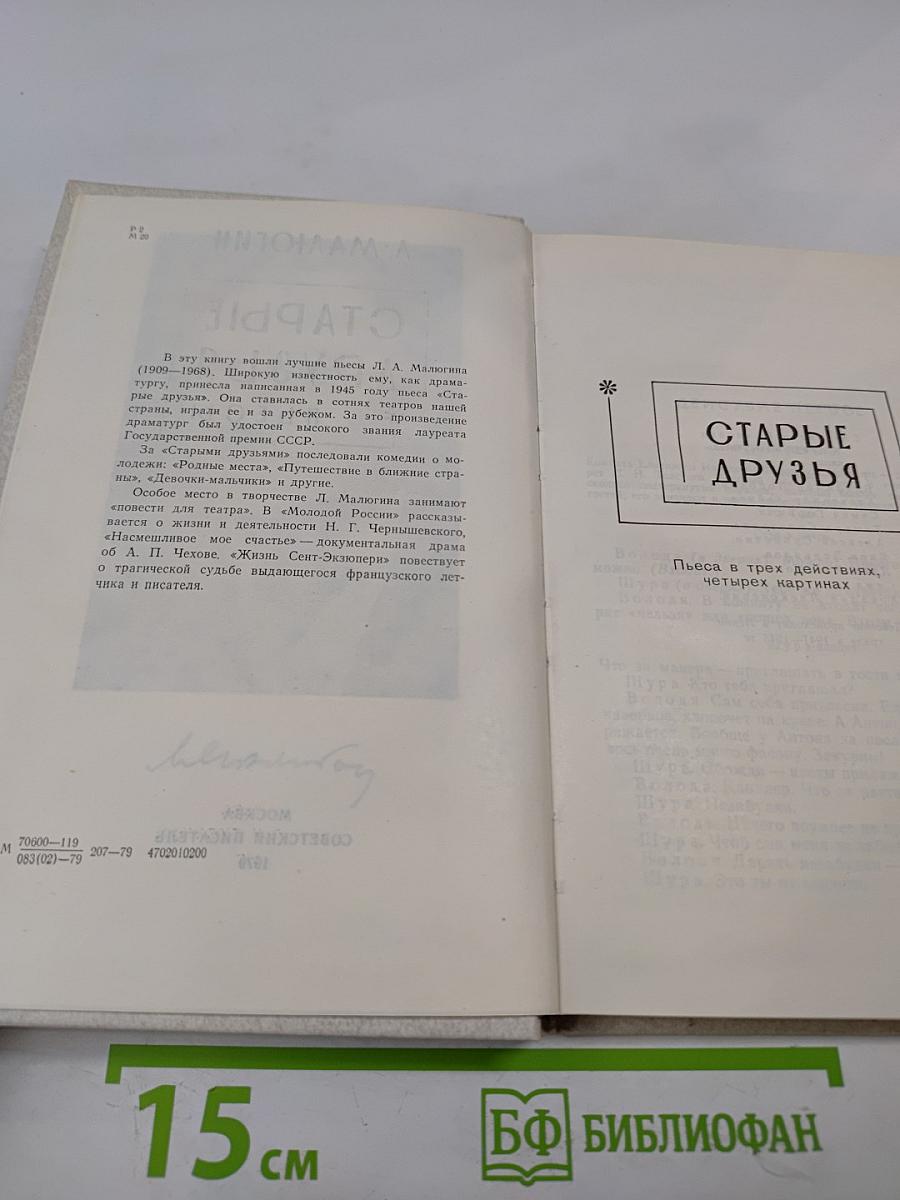 Р 2
М 20
В эту книгу вошли лучшие пьесы Л. А. Малюгина
(1909—1968). Широкую известность ему, как драма-
тургу, принесла написанная в 1945 году пьеса «Ста-
рые друзья». Она ставилась в сотнях театров нашей
страны, играли ее и за рубежом. За это произведение
драматург был удостоен высокого звания лауреата
Государственной премии СССР.
За «Старыми друзьями» последовали комедии о мо-
лодежи: «Родные места», «Путешествие в ближние стра-
ны», «Девочки-мальчики» и другие.
Особое место в творчестве Л. Малюгина занимают
«повести для театра». В «Молодой России» рассказы-
вается о жизни и деятельности Н. Г. Чернышевского,
«Насмешливое мое счастье» — документальная драма
об А. П. Чехове. «Жизнь Сент-Экзюпери» повествует
о трагической судьбе выдающегося французского лет-
чика и писателя.
М 70600—119
083(02)—79 207—79 4702010200
СТАРЫЕ
ДРУЗЬЯ
Пьеса в трех действиях,
четырех картинах
15 см
БФ БИБЛИОФАН